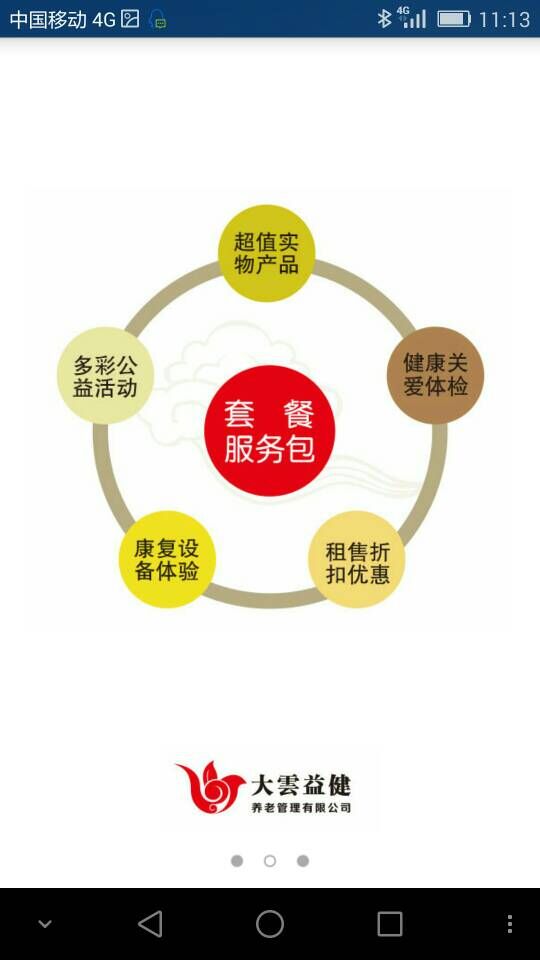 中国移动 4G
4G
11:13
超值实
物产品
多彩公
益活动
健康关
爱体检
套 餐
服务包
康复设
备体验
租售折
扣优惠
大雲益健
养老管理有限公司